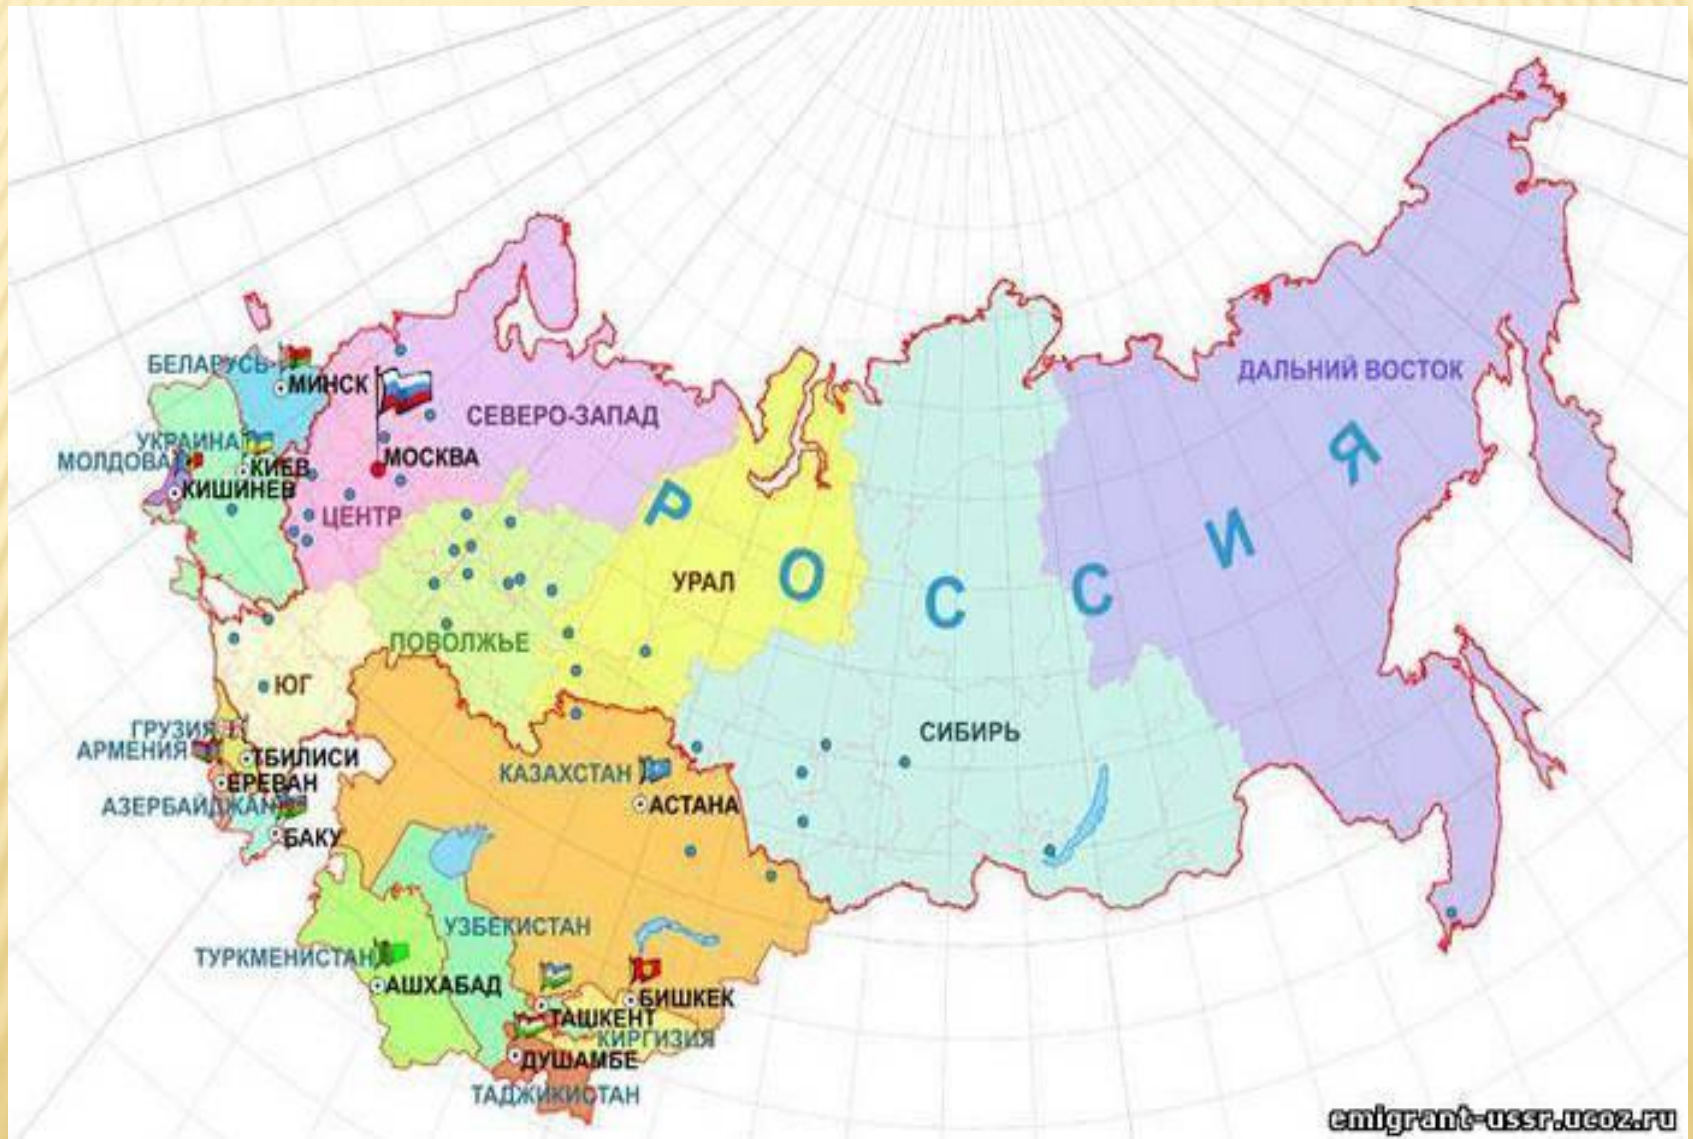 БЕЛАРУСЬ
МИНСК
СЕВЕРО-ЗАПАД
ДАЛЬНИЙ ВОСТОК
УКРАИНА
МОЛДОВА
КИЕВ
МОСКВА
КИШИНЕВ
ЦЕНТР
РОССИЯ
УРАЛ
ПОВОЛЖЬЕ
ЮГ
ГРУЗИЯ
АРМЕНИЯ
ТБИЛИСИ
ЕРЕВАН
АЗЕРБАЙДЖАН
БАКУ
СИБИРЬ
КАЗАХСТАН
АСТАНА
УЗБЕКИСТАН
ТУРКМЕНИСТАН
АШХАБАД
БИШКЕК
ТАШКЕНТ
КИРГИЗИЯ
ДУШАМБЕ
ТАДЖИКИСТАН
emigrant-ussr.ucoz.ru